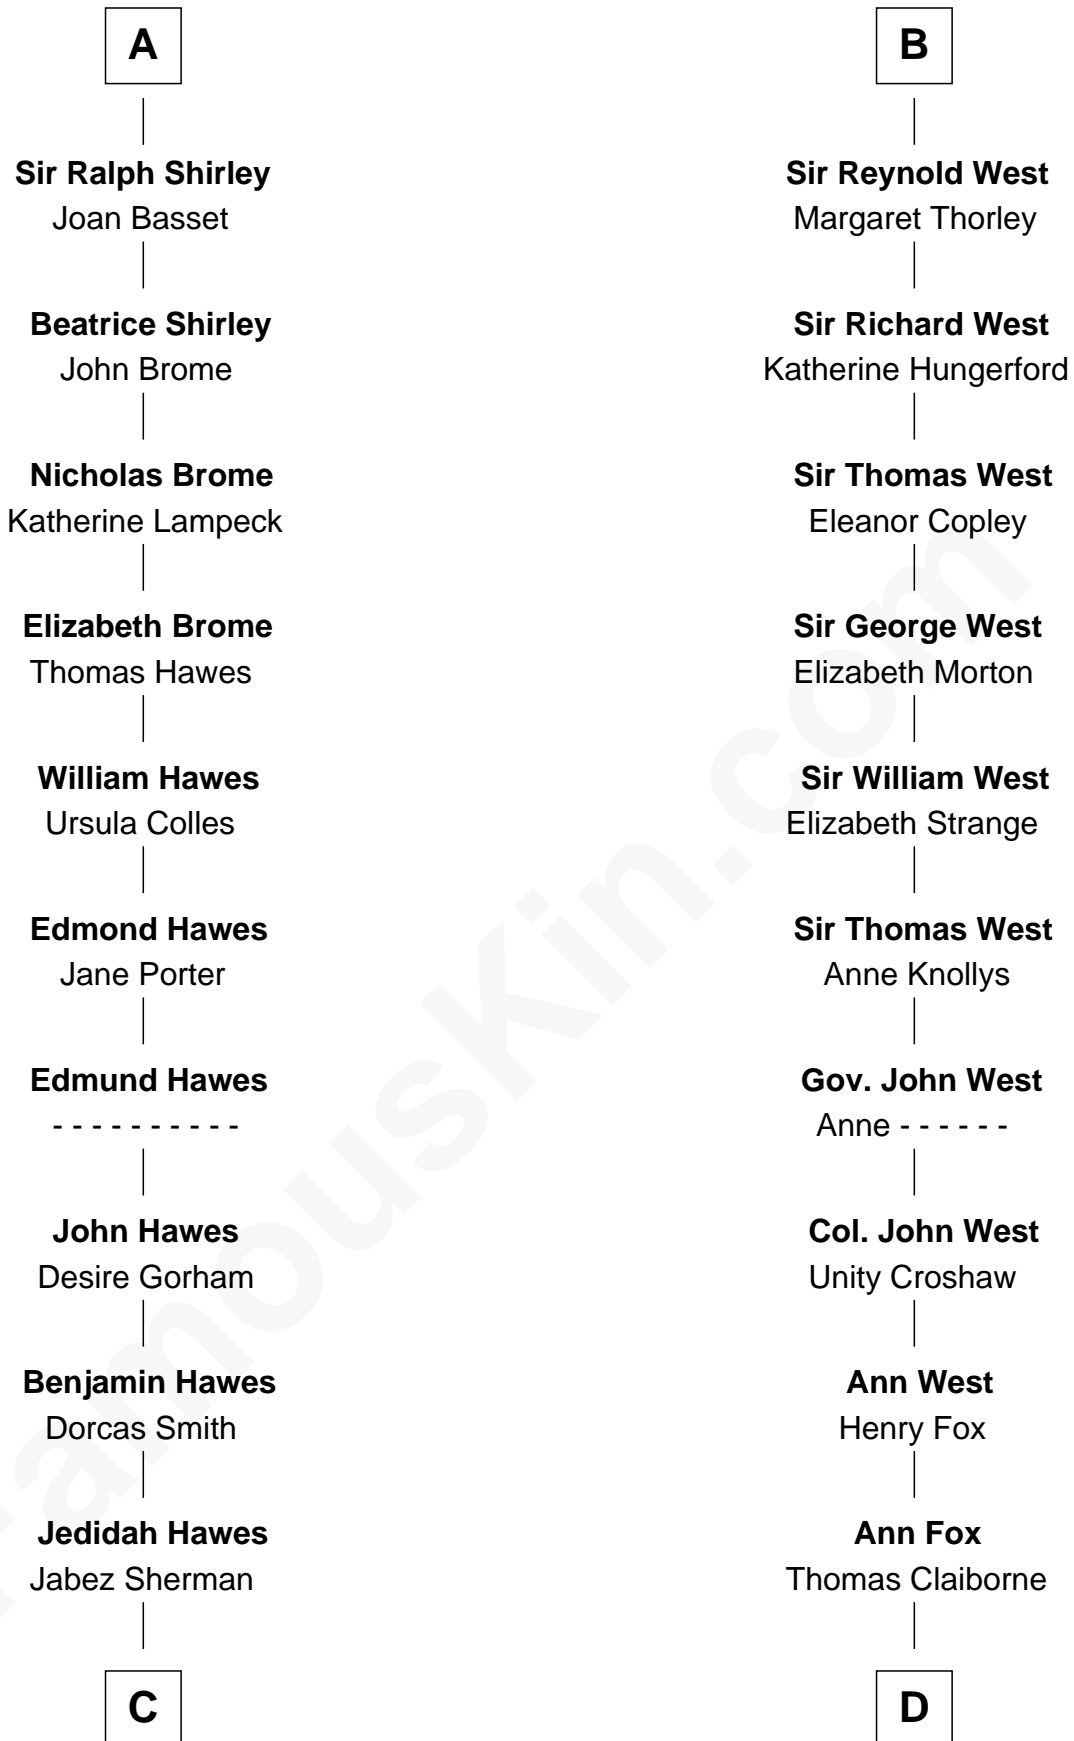 A
Sir Ralph Shirley
Joan Basset
Beatrice Shirley
John Brome
Nicholas Brome
Katherine Lampeck
Elizabeth Brome
Thomas Hawes
William Hawes
Ursula Colles
Edmond Hawes
Jane Porter
Edmund Hawes
- - - - - - - - - -
John Hawes
Desire Gorham
Benjamin Hawes
Dorcas Smith
Jedidah Hawes
Jabez Sherman
C
B
Sir Reynold West
Margaret Thorley
Sir Richard West
Katherine Hungerford
Sir Thomas West
Eleanor Copley
Sir George West
Elizabeth Morton
Sir William West
Elizabeth Strange
Sir Thomas West
Anne Knollys
Gov. John West
Anne - - - - - -
Col. John West
Unity Croshaw
Ann West
Henry Fox
Ann Fox
Thomas Claiborne
D
FamousKin.com